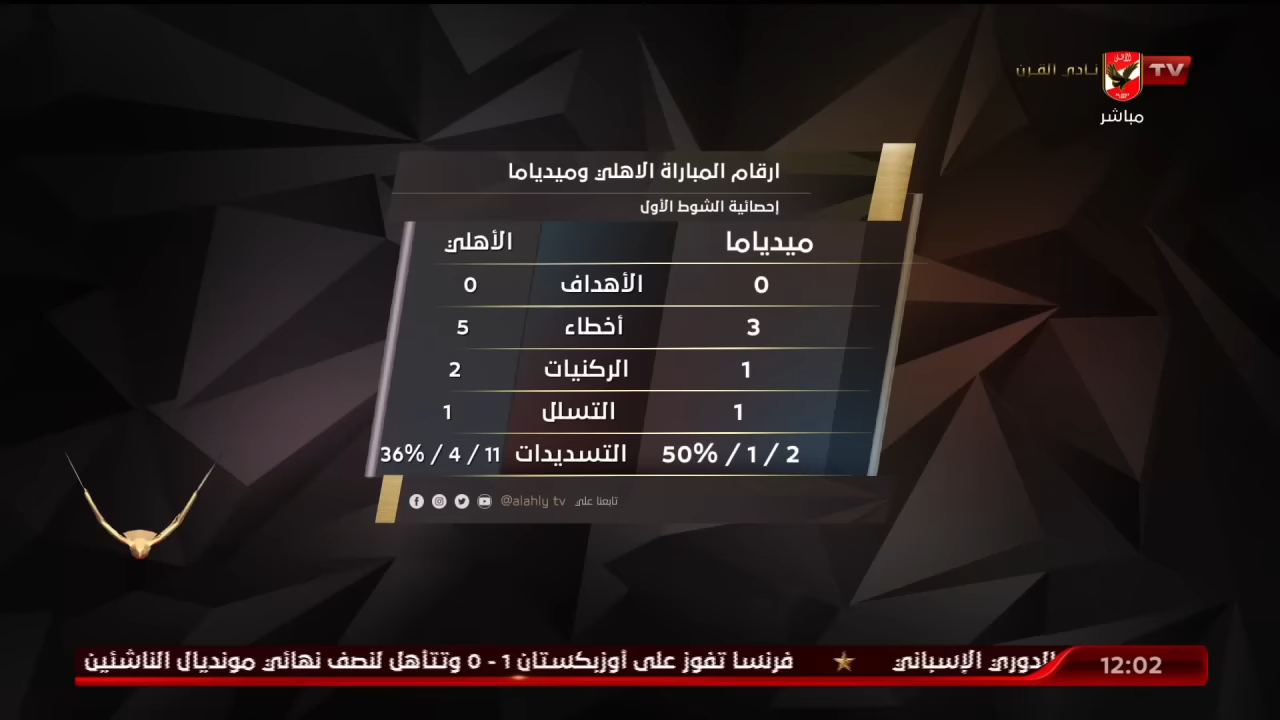 نادي القرن TV
مباشر
ارقام المباراة الاهلي وميدياما
إحصائية الشوط الأول
ميدياما الأهلي
0 الأهداف 0
3 أخطاء 5
1 الركنيات 2
1 التسلل 1
50% / 1 / 2 التسديدات 36% / 4 / 11
تابعنا علي @alahly tv
12:02 الدوري الإسباني ★ فرنسا تفوز على أوزبكستان 1 - 0 وتتأهل لنصف نهائي مونديال الناشئين